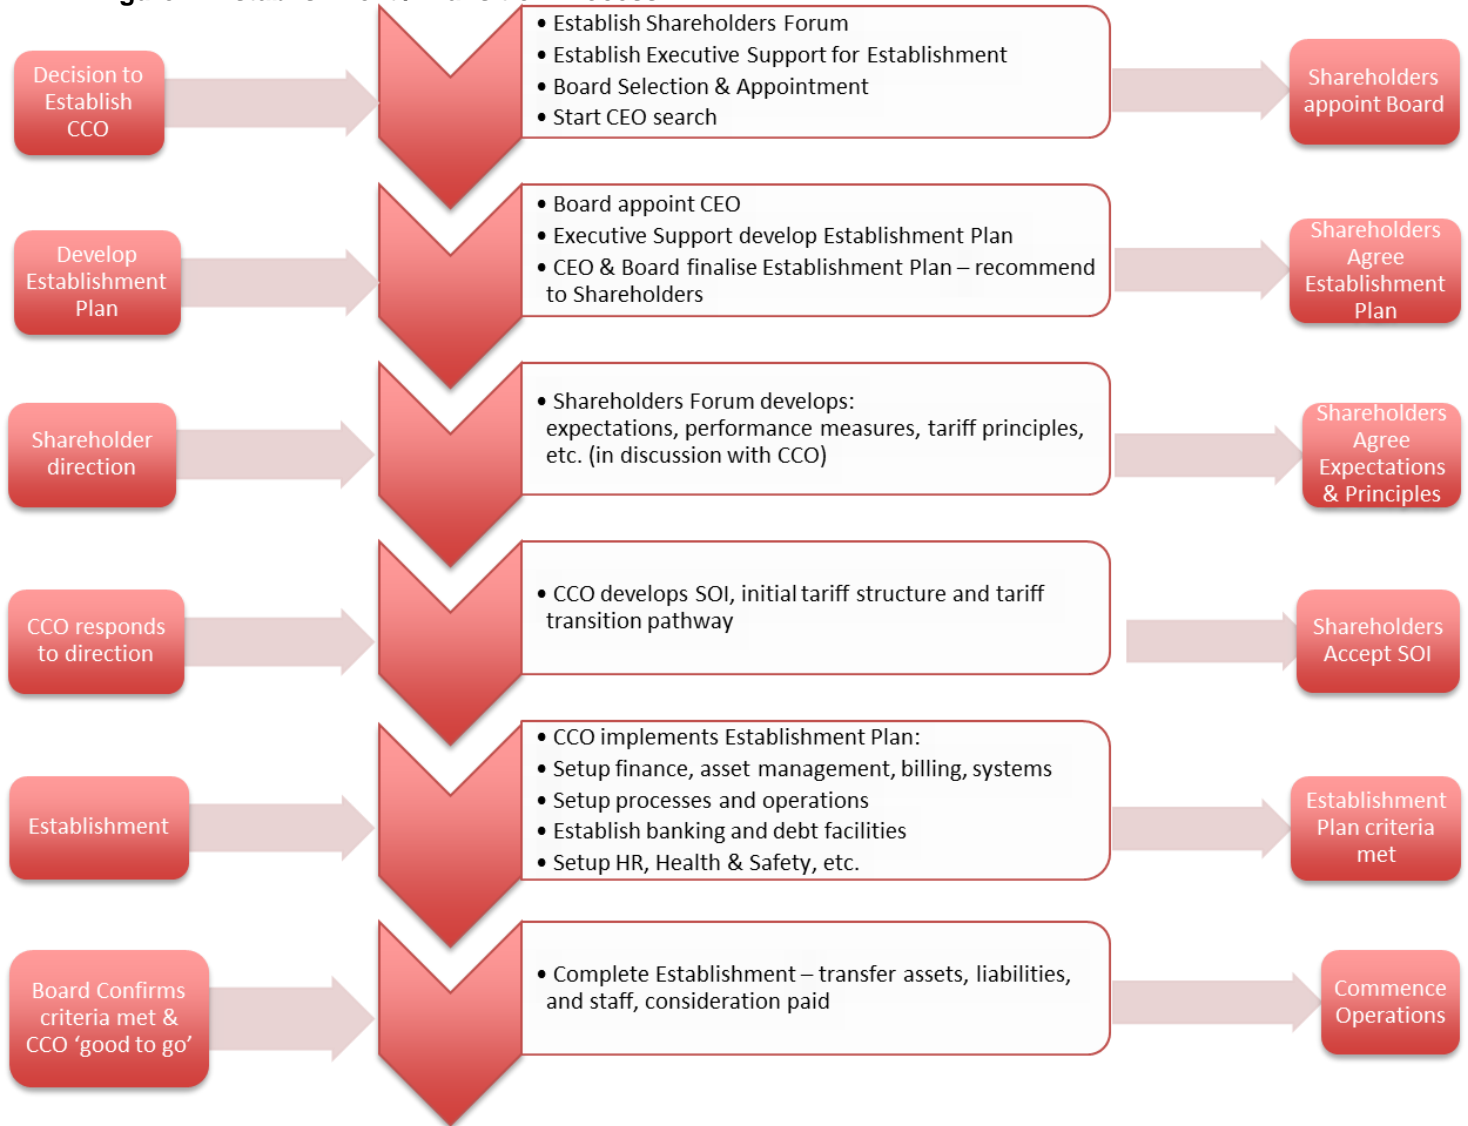 Decision to
Establish
CCO
• Establish Shareholders Forum
• Establish Executive Support for Establishment
• Board Selection & Appointment
• Start CEO search
Shareholders
appoint Board
Develop
Establishment
Plan
• Board appoint CEO
• Executive Support develop Establishment Plan
• CEO & Board finalise Establishment Plan – recommend
to Shareholders
Shareholders
Agree
Establishment
Plan
Shareholder
direction
• Shareholders Forum develops:
expectations, performance measures, tariff principles,
etc. (in discussion with CCO)
Shareholders
Agree
Expectations
& Principles
CCO responds
to direction
• CCO develops SOI, initial tariff structure and tariff
transition pathway
Shareholders
Accept SOI
Establishment
• CCO implements Establishment Plan:
• Setup finance, asset management, billing, systems
• Setup processes and operations
• Establish banking and debt facilities
• Setup HR, Health & Safety, etc.
Establishment
Plan criteria
met
Board Confirms
criteria met &
CCO ‘good to go’
• Complete Establishment – transfer assets, liabilities,
and staff, consideration paid
Commence
Operations